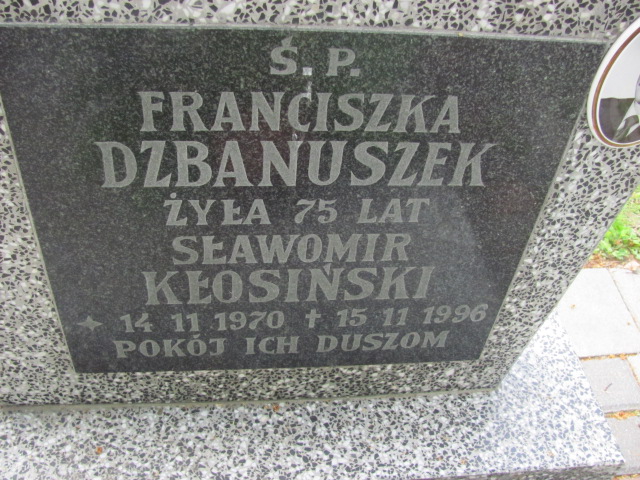 Ś. P.
FRANCISZKA
DZBANUSZEK
ŻYŁA 75 LAT
SŁAWOMIR
KŁOSIŃSKI
14 11 1970 † 15 11 1996
POKÓJ ICH DUSZOM